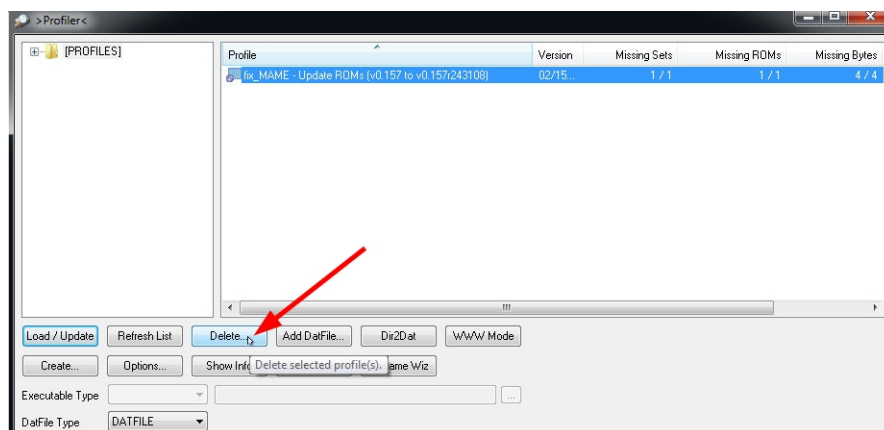 >Profiler<
[PROFILES]
Profile Version Missing Sets Missing ROMs Missing Bytes
fix_MAME - Update ROMs (v0.157 to v0.157r243108) 02/15... 1 / 1 1 / 1 4 / 4
Load / Update Refresh List Delete... Add DatFile... Dir2Dat WWW Mode
Create... Options... Show Info ame Wiz
Delete selected profile(s).
Executable Type ...
DatFile Type DATFILE